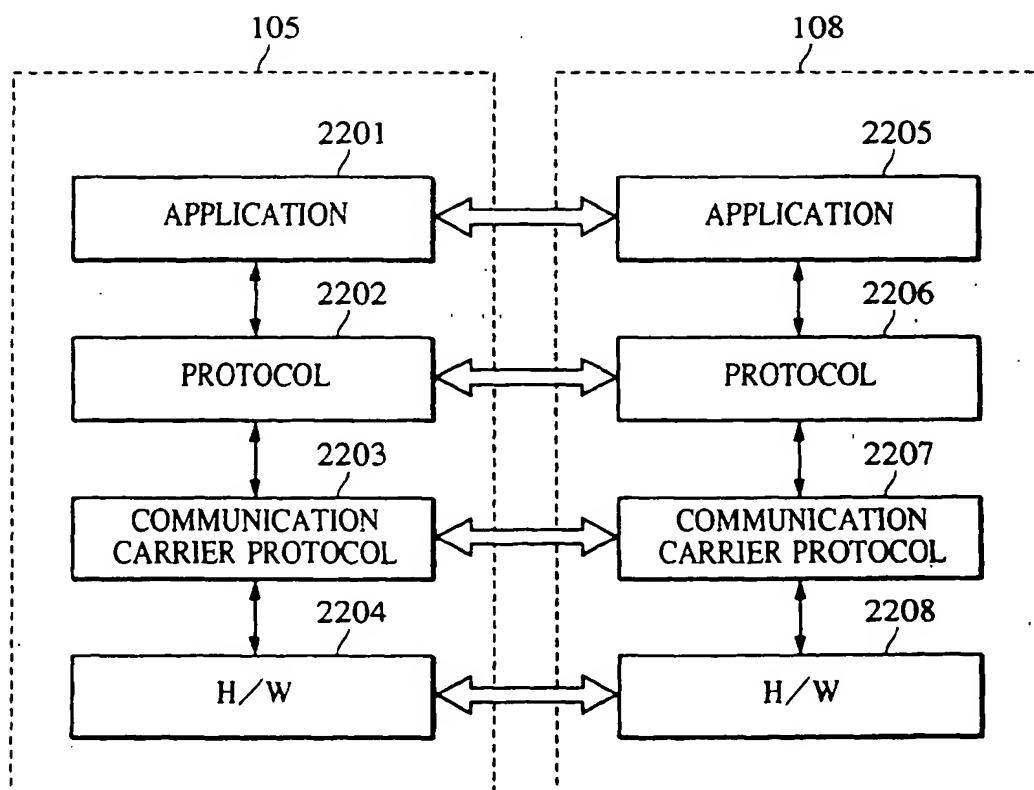 105 108
2201 2205
APPLICATION APPLICATION
2202 2206
PROTOCOL PROTOCOL
2203 2207
COMMUNICATION COMMUNICATION
CARRIER PROTOCOL CARRIER PROTOCOL
2204 2208
H/W H/W